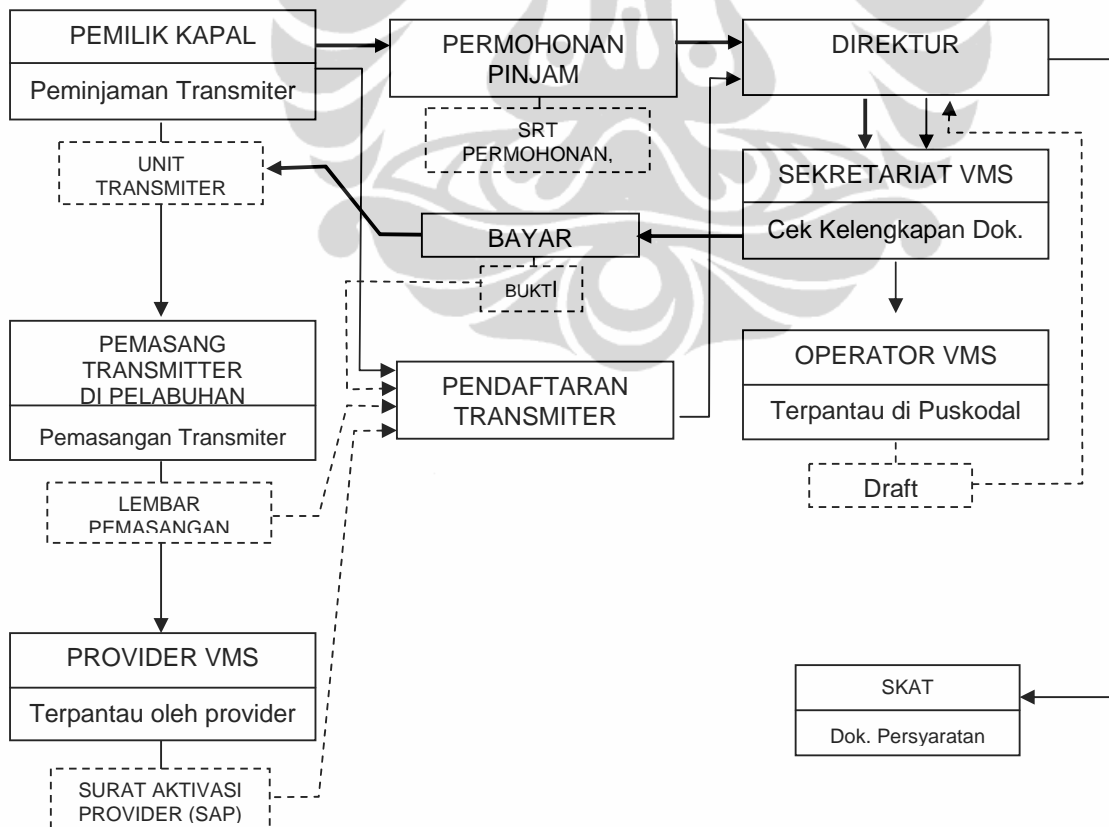 PEMILIK KAPAL
Peminjaman Transmiter
UNIT
TRANSMITER
PERMOHONAN
PINJAM
SRT
PERMOHONAN,
DIREKTUR
SEKRETARIAT VMS
Cek Kelengkapan Dok.
BAYAR
BUKTI
PEMASANG
TRANSMITTER
DI PELABUHAN
Pemasangan Transmiter
LEMBAR
PEMASANGAN
PENDAFTARAN
TRANSMITER
OPERATOR VMS
Terpantau di Puskodal
Draft
PROVIDER VMS
Terpantau oleh provider
SURAT AKTIVASI
PROVIDER (SAP)
SKAT
Dok. Persyaratan